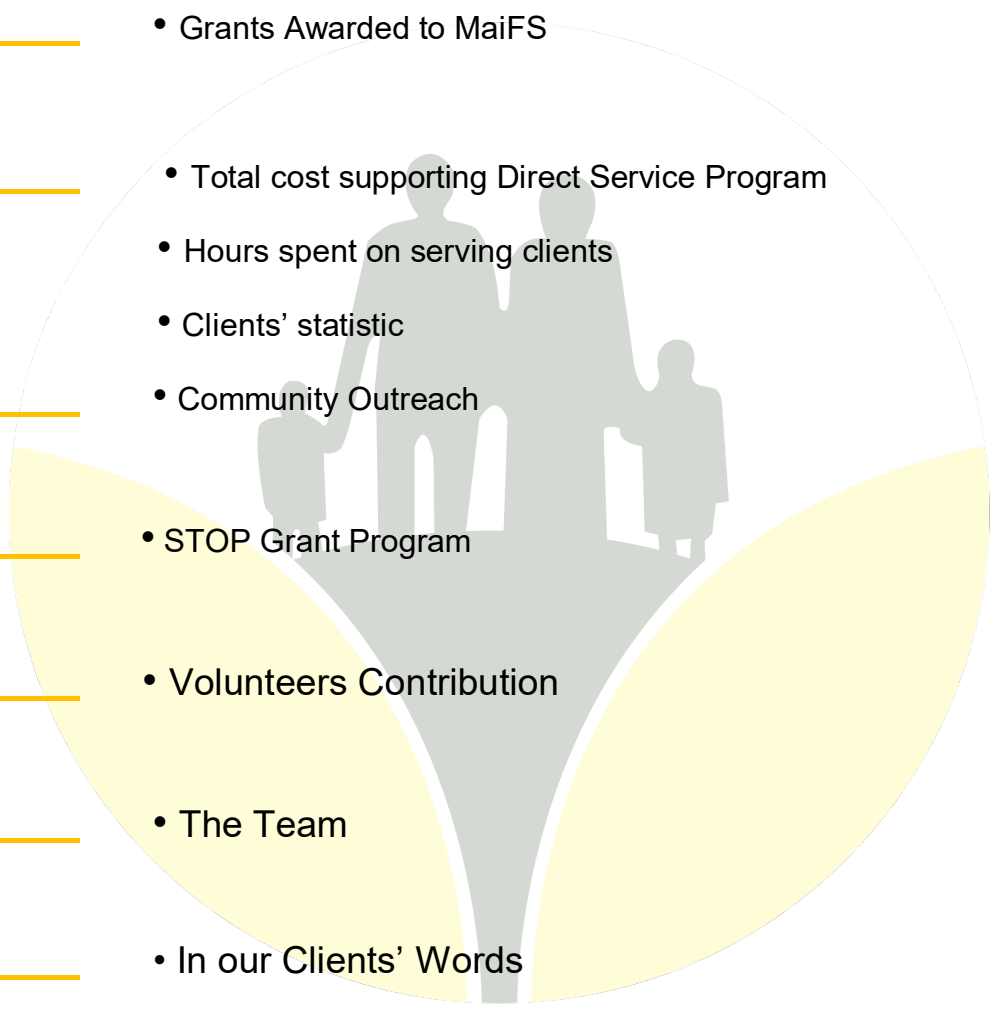 • Grants Awarded to MaiFS
• Total cost supporting Direct Service Program
• Hours spent on serving clients
• Clients’ statistic
• Community Outreach
• STOP Grant Program
• Volunteers Contribution
• The Team
• In our Clients’ Words